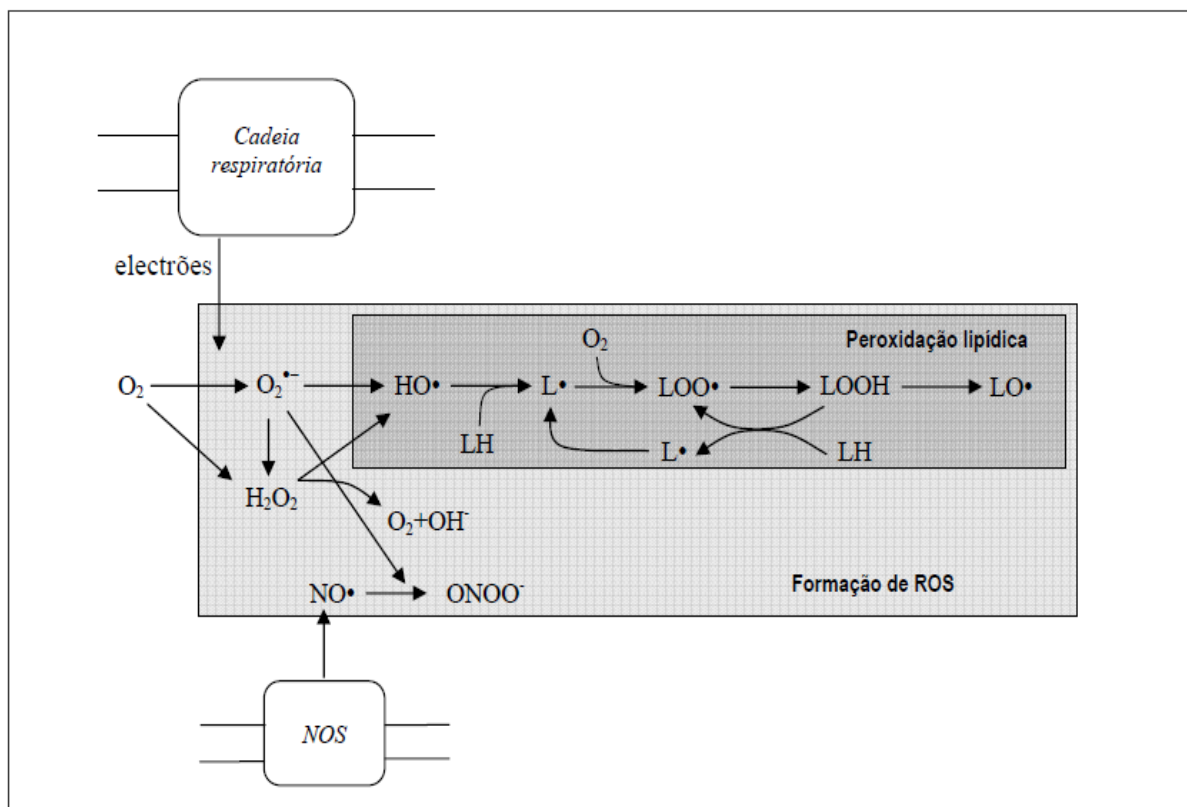 Cadeia
respiratória
electrões
Peroxidação lipídica
O₂
O₂ O₂•– HO• L• LOO• LOOH LO•
LH L• LH
H₂O₂
O₂+OH⁻
NO• ONOO⁻
Formação de ROS
NOS